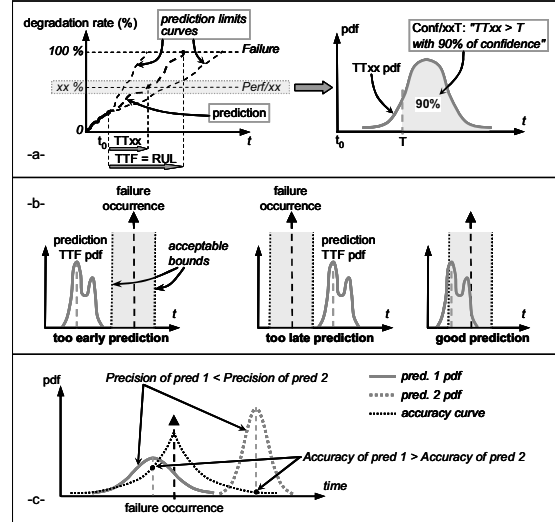 degradation rate (%)
prediction limits
curves
100 %
Failure
xx %
Perf/xx
prediction
0
t0
TTxx
t
TTF = RUL
-a-
pdf
Conf/xxT: "TTxx > T
with 90% of confidence"
TTxx pdf
90%
t0
T
t
-b-
failure
occurrence
prediction
TTF pdf
acceptable
bounds
t
too early prediction
failure
occurrence
prediction
TTF pdf
t
too late prediction
t
good prediction
pdf
Precision of pred 1 < Precision of pred 2
pred. 1 pdf
pred. 2 pdf
accuracy curve
Accuracy of pred 1 > Accuracy of pred 2
-c-
time
failure occurrence